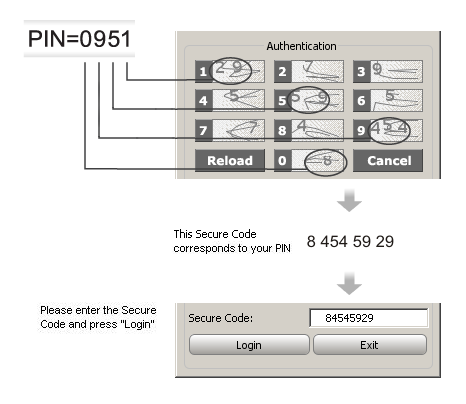 PIN=0951
Authentication
1 29 2 7 3 9
4 5 5 5 9 6 5
7 7 8 4 9 454
Reload 0 8 Cancel
This Secure Code
corresponds to your PIN
8 454 59 29
Please enter the Secure
Code and press "Login"
Secure Code: 84545929
Login Exit